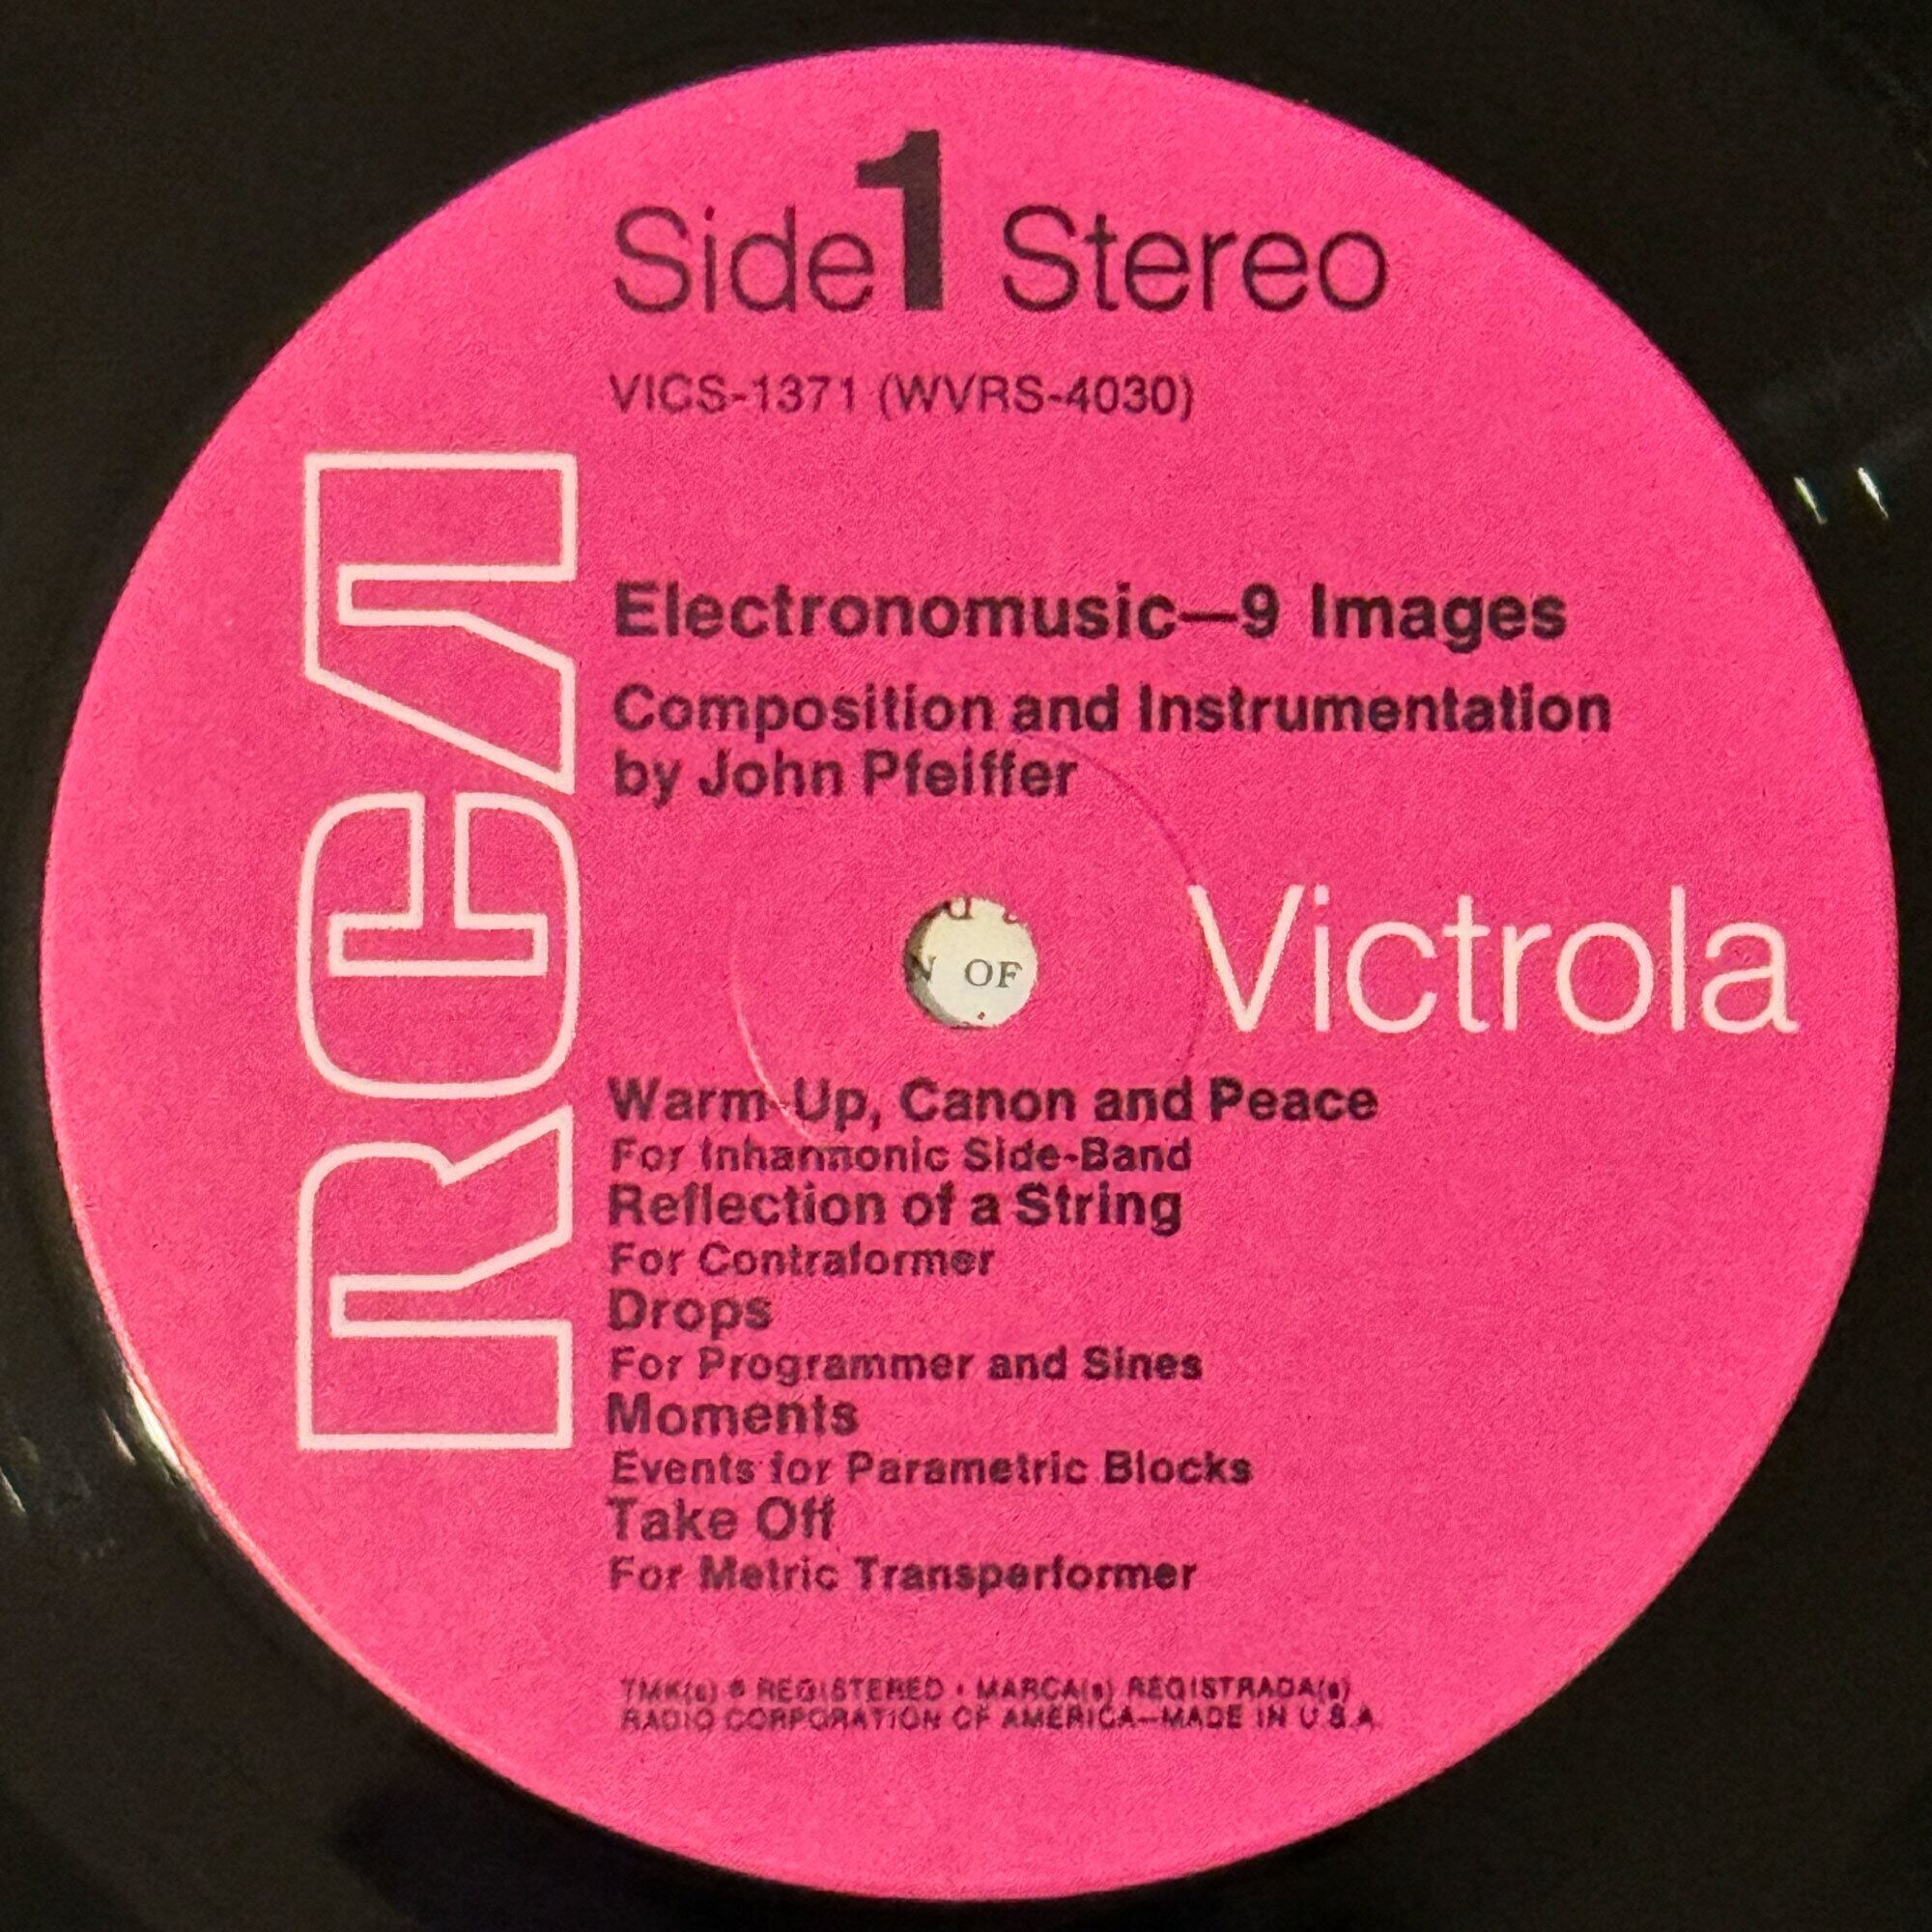 Side 1 Stereo
VICS-1371 (WVRS-4030)
RCA
Electronomusic—9 Images
Composition and Instrumentation
by John Pfeiffer
Victrola
OF
Warm-Up, Canon and Peace
For Inharmonic Side-Band
Reflection of a String
For Contraformer
Drops
For Programmer and Sines
Moments
Events for Parametric Blocks
Take Off
For Metric Transperformer
TMK(s) ® REGISTERED • MARCA(s) REGISTRADA(s)
RADIO CORPORATION OF AMERICA—MADE IN U.S.A.